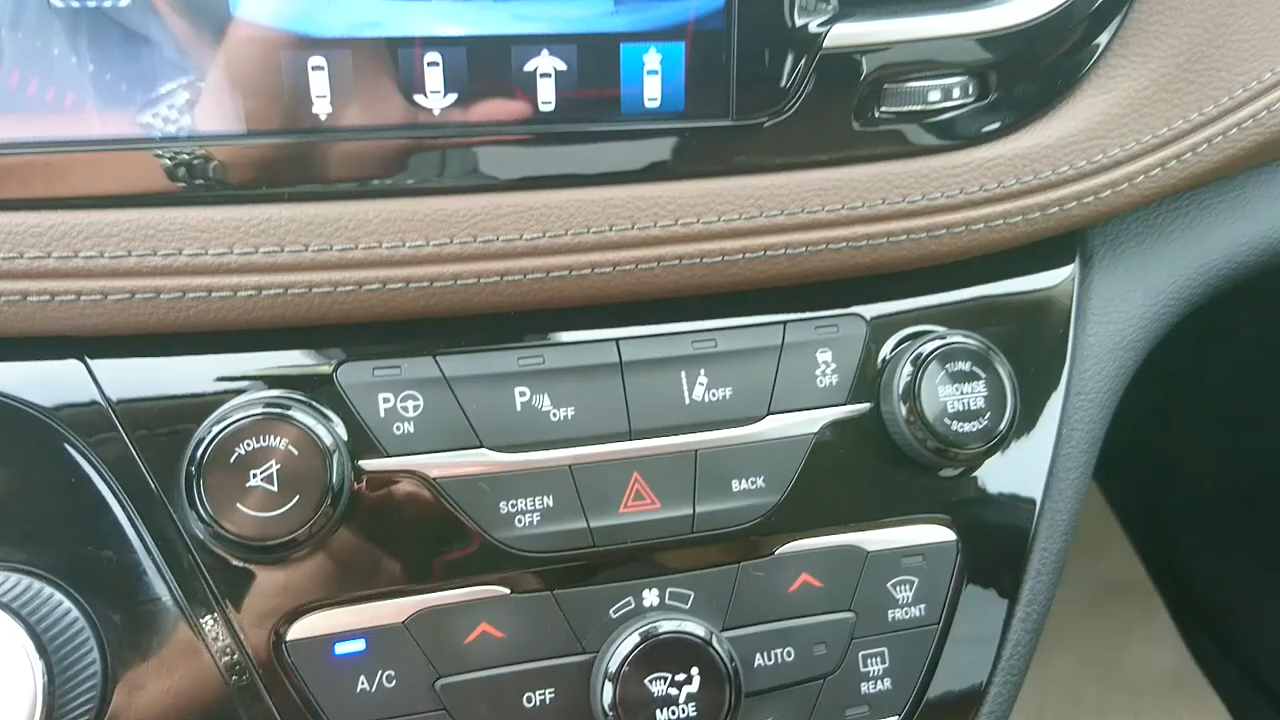 P
ON
P
OFF
OFF
OFF
TUNE
BROWSE
ENTER
SCROLL
VOLUME
SCREEN
OFF
BACK
FRONT
A/C
OFF
AUTO
REAR
MODE